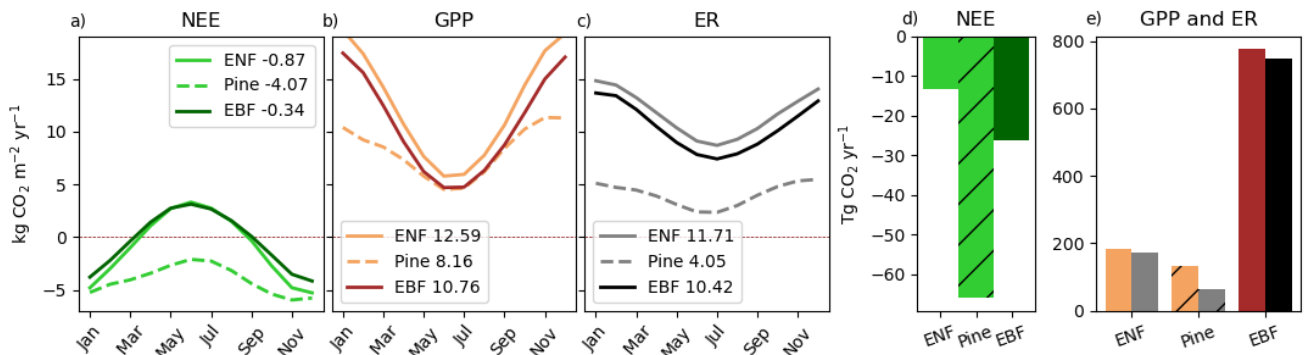 a) NEE
ENF -0.87
Pine -4.07
EBF -0.34
kg CO₂ m⁻² yr⁻¹
15
10
5
0
−5
Jan Mar May Jul Sep Nov
b) GPP
ENF 12.59
Pine 8.16
EBF 10.76
Jan Mar May Jul Sep Nov
c) ER
ENF 11.71
Pine 4.05
EBF 10.42
Jan Mar May Jul Sep Nov
d) NEE
Tg CO₂ yr⁻¹
0
−10
−20
−30
−40
−50
−60
ENF Pine EBF
e) GPP and ER
800
600
400
200
0
ENF Pine EBF